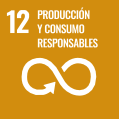 12 PRODUCCIÓN
Y CONSUMO
RESPONSABLES